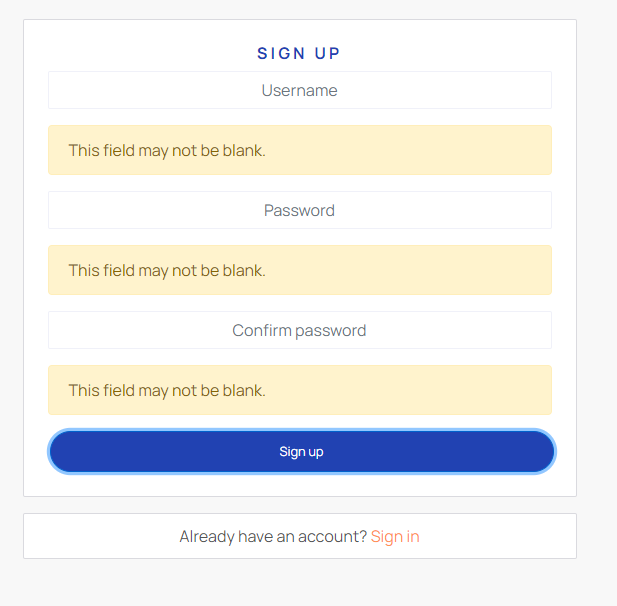 SIGN UP
Username
This field may not be blank.
Password
This field may not be blank.
Confirm password
This field may not be blank.
Sign up
Already have an account? Sign in